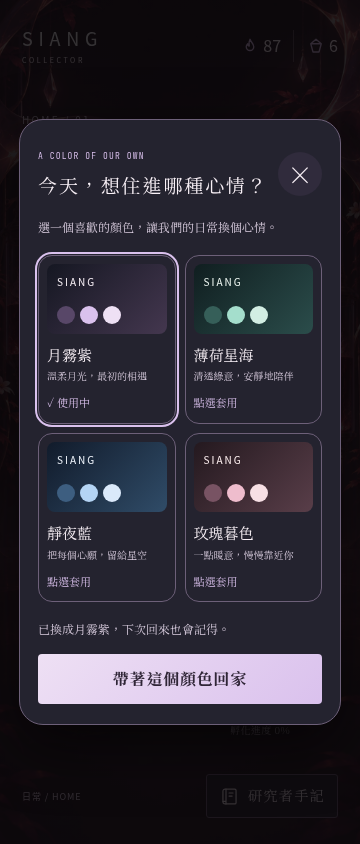 SIANG
COLLECTOR
87
6
A COLOR OF OUR OWN
今天，想住進哪種心情？
選一個喜歡的顏色，讓我們的日常換個心情。
SIANG
月霧紫
溫柔月光，最初的相遇
✓ 使用中
SIANG
薄荷星海
清透綠意，安靜地陪伴
點選套用
SIANG
靜夜藍
把每個心願，留給星空
點選套用
SIANG
玫瑰暮色
一點暖意，慢慢靠近你
點選套用
已換成月霧紫，下次回來也會記得。
帶著這個顏色回家
孵化進度 0%
日常 / HOME
研究者手記